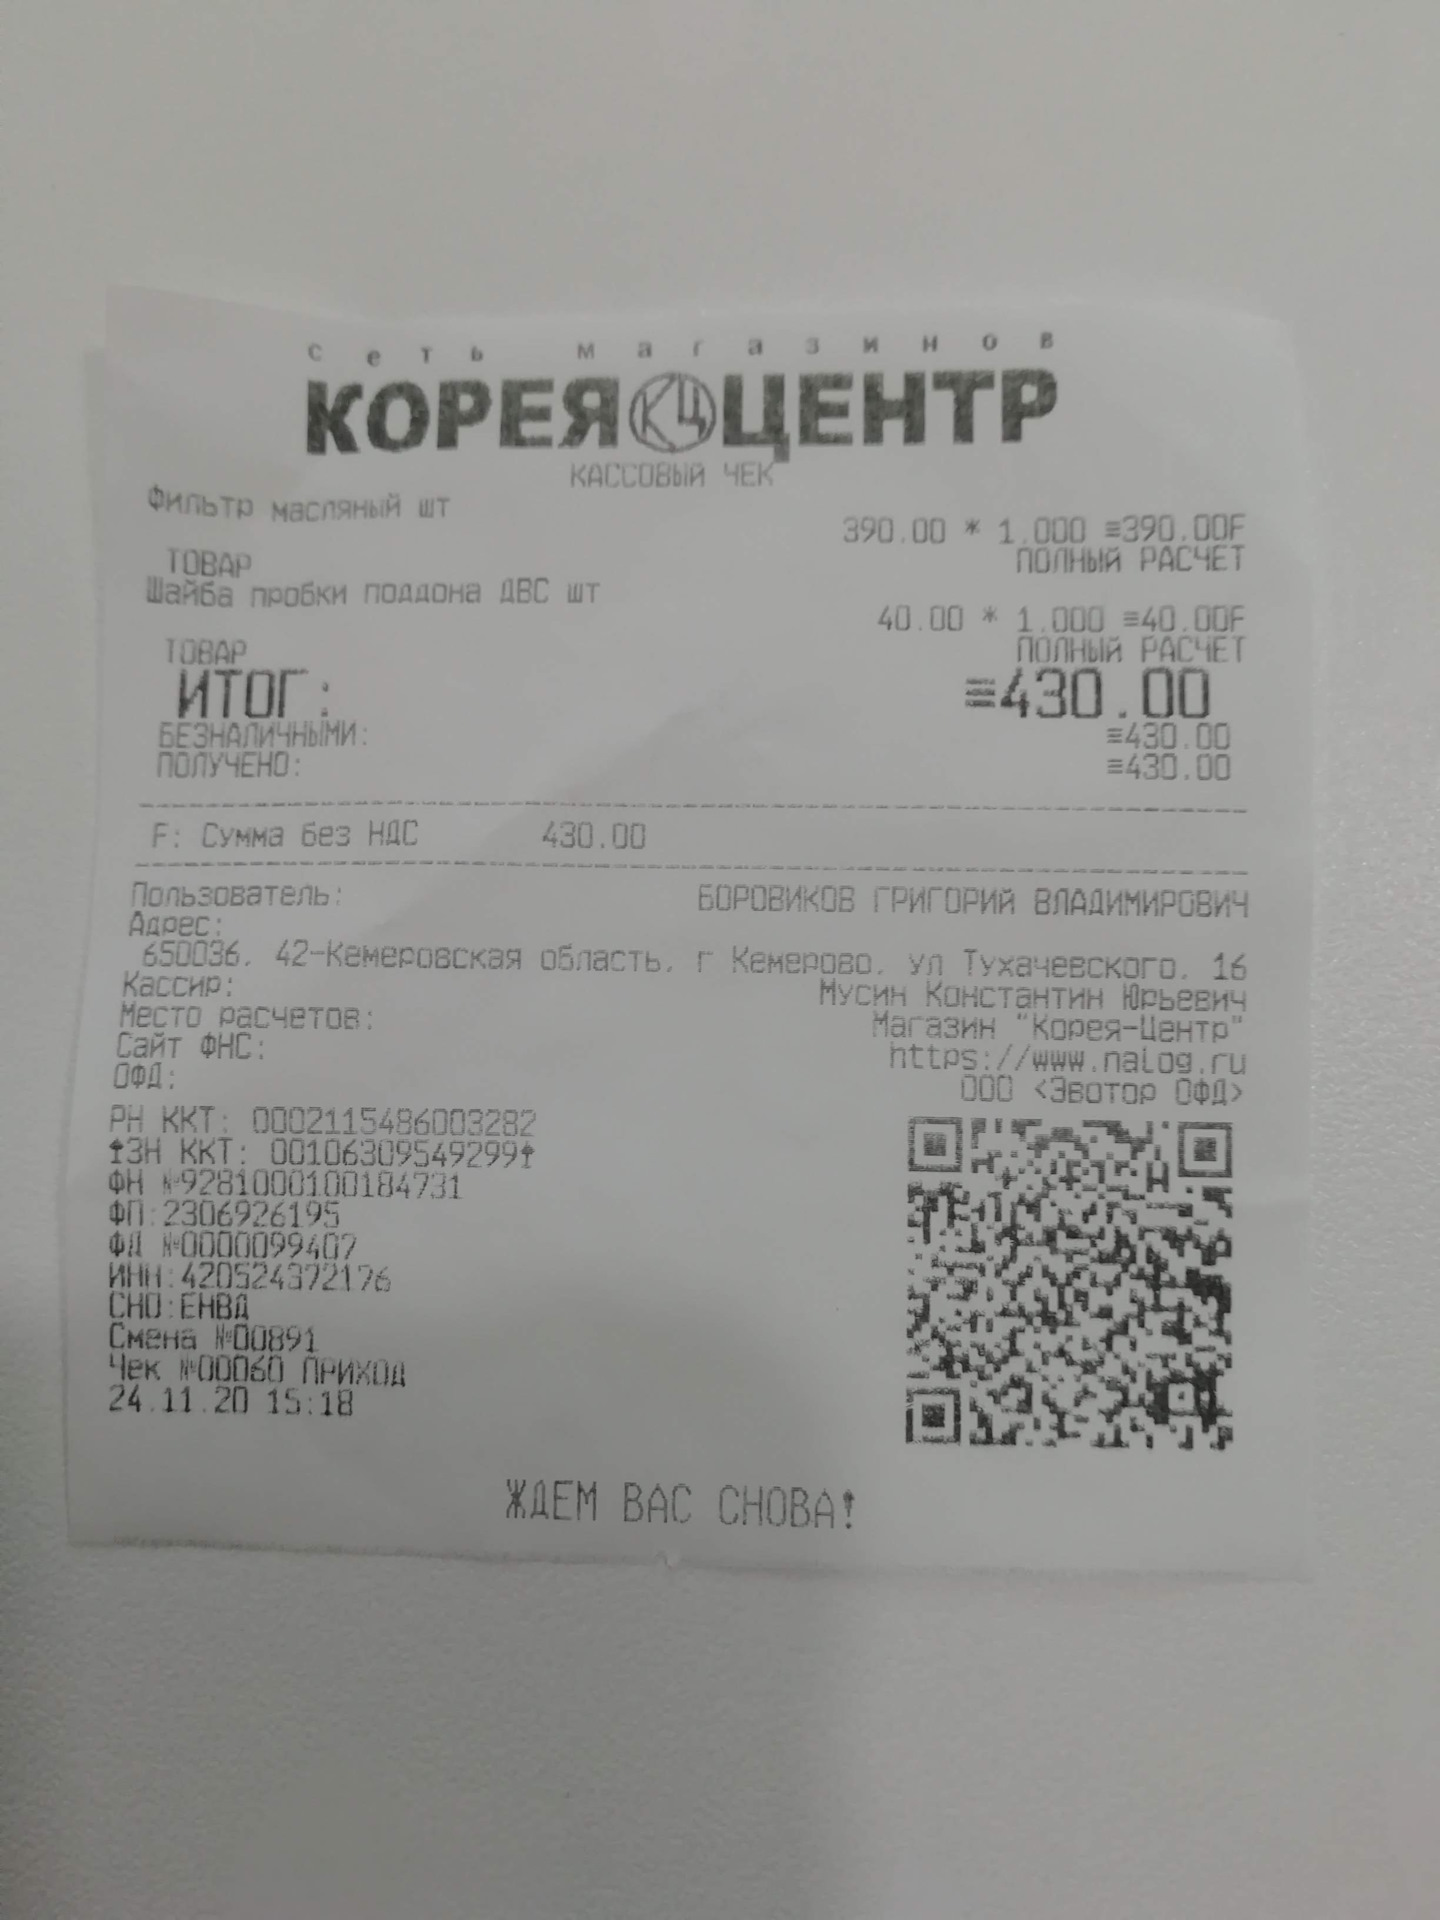 сеть магазинов
КОРЕЯ КЦ ЦЕНТР
КАССОВЫЙ ЧЕК
Фильтр масляный шт
390.00 * 1.000 ≡390.00F
ТОВАР ПОЛНЫЙ РАСЧЕТ
Шайба пробки поддона ДВС шт
40.00 * 1.000 ≡40.00F
ТОВАР ПОЛНЫЙ РАСЧЕТ
ИТОГ: ≡430.00
БЕЗНАЛИЧНЫМИ: ≡430.00
ПОЛУЧЕНО: ≡430.00
F: Сумма без НДС 430.00
Пользователь: БОРОВИКОВ ГРИГОРИЙ ВЛАДИМИРОВИЧ
Адрес:
650036, 42-Кемеровская область, г Кемерово, ул Тухачевского, 16
Кассир: Мусин Константин Юрьевич
Место расчетов: Магазин "Корея-Центр"
Сайт ФНС: https://www.nalog.ru
ОФД: ООО <Эвотор ОФД>
РН ККТ: 0002115486003282
↑ЗН ККТ: 00106309549299↑
ФН №9281000100184731
ФП:2306926195
ФД №0000099407
ИНН:420524372176
СНО:ЕНВД
Смена №00891
Чек №00060 ПРИХОД
24.11.20 15:18
ЖДЕМ ВАС СНОВА!